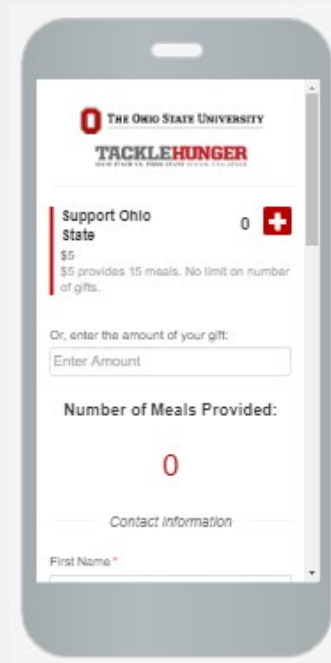 THE OHIO STATE UNIVERSITY
TACKLEHUNGER
Support Ohio
State
0
$5
$5 provides 15 meals. No limit on number
of gifts.
Or, enter the amount of your gift:
Enter Amount
Number of Meals Provided:
0
Contact Information
First Name *